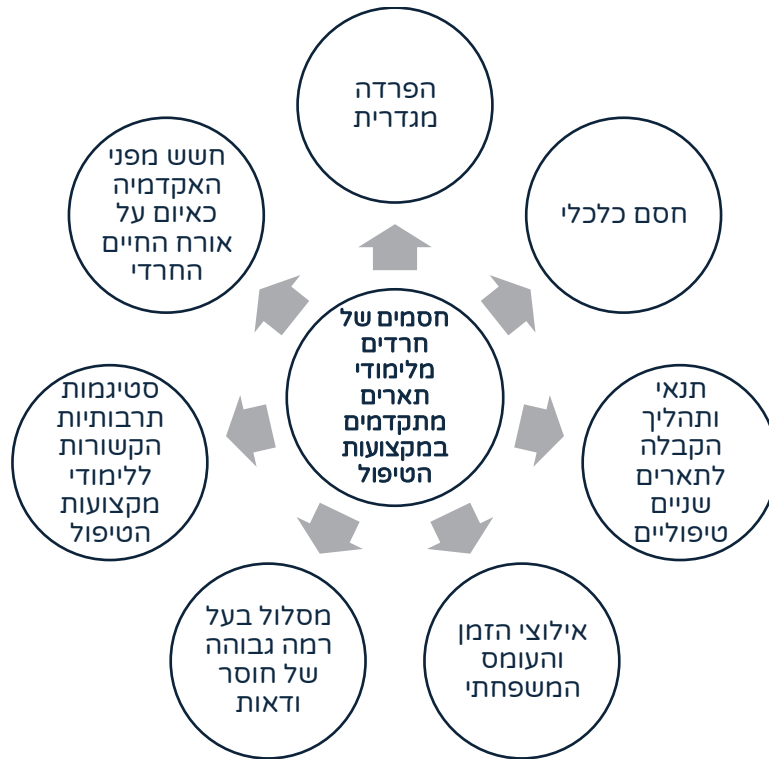 הפרדה
מגדרית
חסם כלכלי
תנאי
ותהליך
הקבלה
לתארים
שניים
טיפוליים
אילוצי הזמן
והעומס
המשפחתי
מסלול בעל
רמה גבוהה
של חוסר
ודאות
סטיגמות
תרבותיות
הקשורות
ללימודי
מקצועות
הטיפול
חשש מפני
האקדמיה
כאיום על
אורח החיים
החרדי
חסמים של
חרדים
מלימודי
תארים
מתקדמים
במקצועות
הטיפול